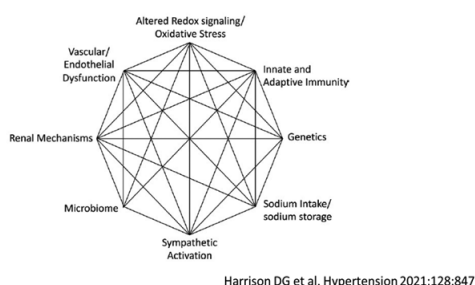 Altered Redox signaling/
Oxidative Stress
Vascular/
Endothelial
Dysfunction
Innate and
Adaptive Immunity
Renal Mechanisms
Genetics
Microbiome
Sodium Intake/
sodium storage
Sympathetic
Activation
Harrison DG et al. Hypertension 2021:128:847